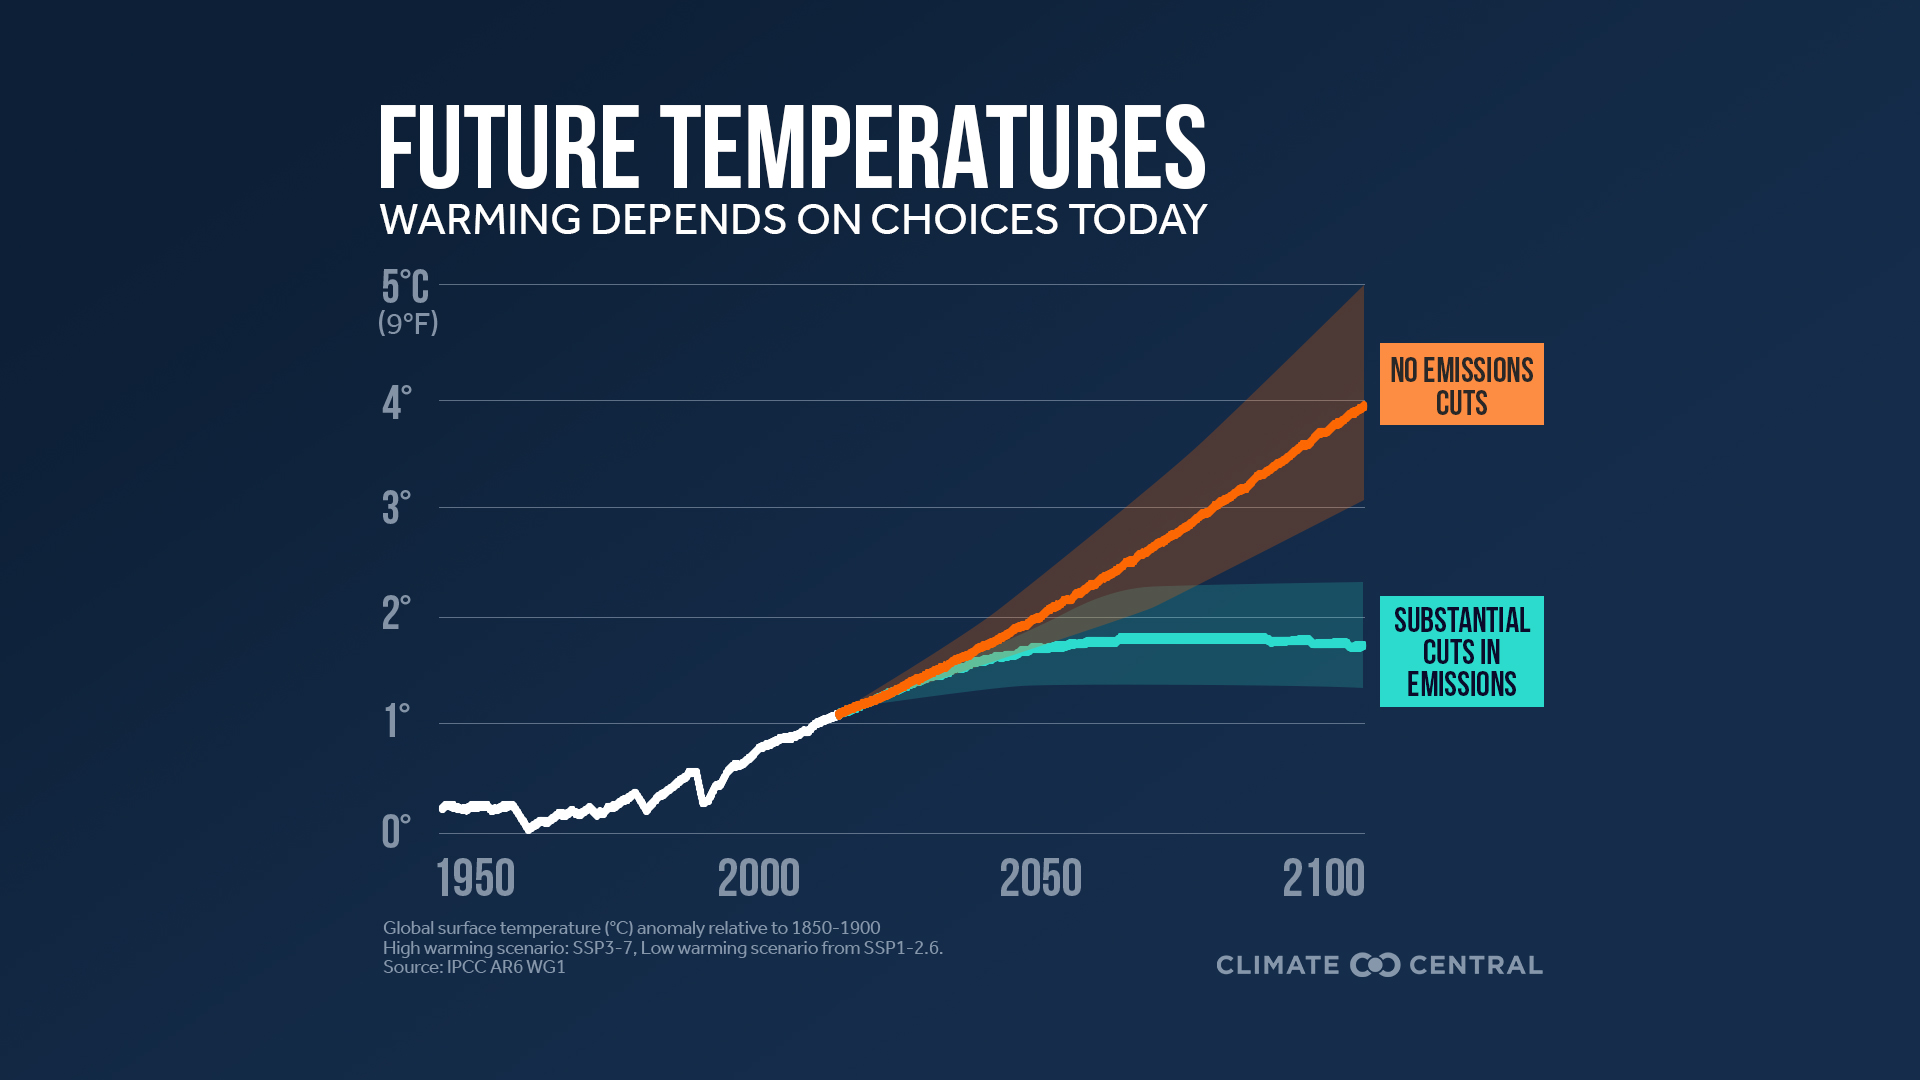 FUTURE TEMPERATURES
WARMING DEPENDS ON CHOICES TODAY
5°C
(9°F)
4°
3°
2°
1°
0°
1950 2000 2050 2100
NO EMISSIONS
CUTS
SUBSTANTIAL
CUTS IN
EMISSIONS
Global surface temperature (°C) anomaly relative to 1850-1900
High warming scenario: SSP3-7, Low warming scenario from SSP1-2.6.
Source: IPCC AR6 WG1
CLIMATE CENTRAL